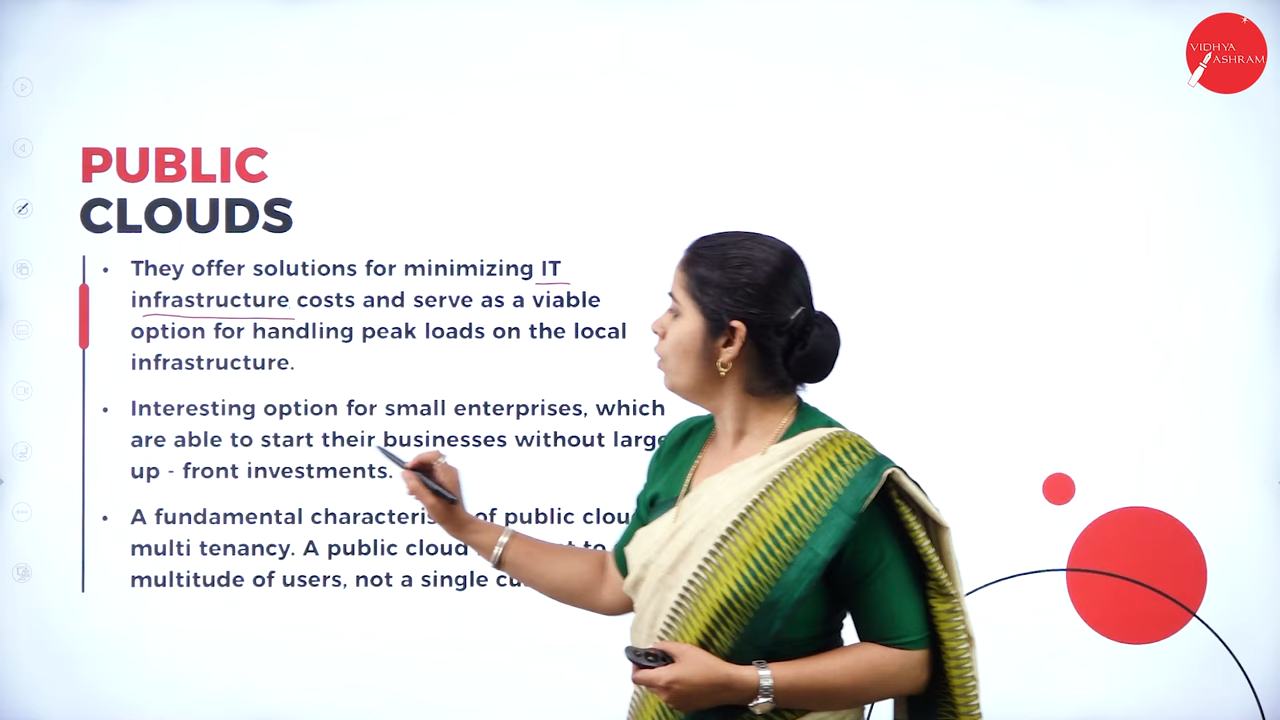 VIDHYA
ASHRAM
PUBLIC
CLOUDS
• They offer solutions for minimizing IT
infrastructure costs and serve as a viable
option for handling peak loads on the local
infrastructure.
• Interesting option for small enterprises, which
are able to start their businesses without large
up - front investments.
• A fundamental of public
multi tenancy. A public cloud to
multitude of users, not a single